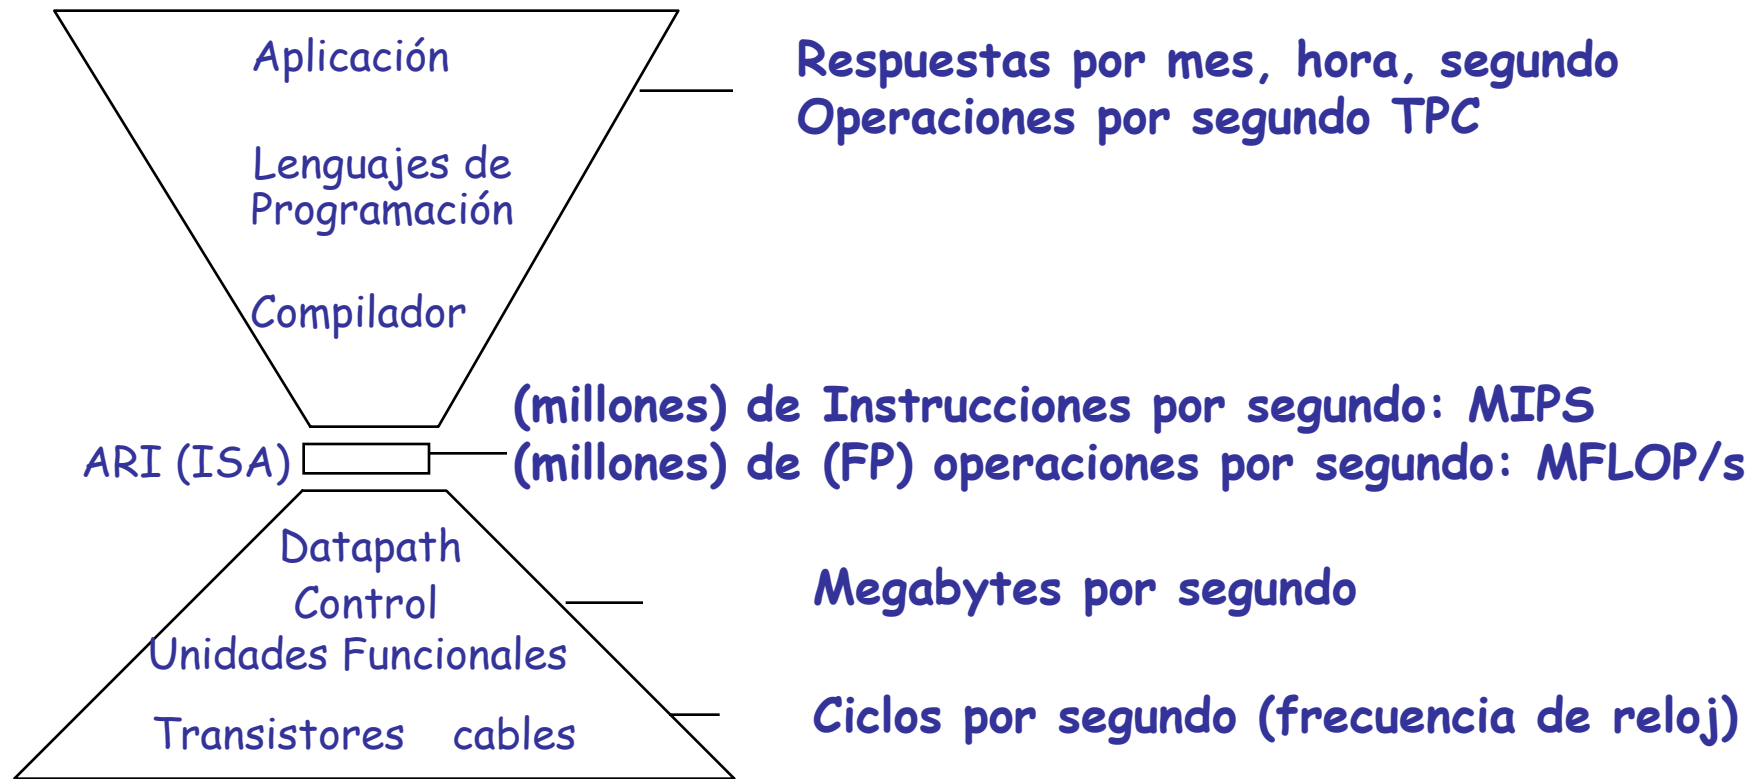 Aplicación
Respuestas por mes, hora, segundo
Operaciones por segundo TPC
Lenguajes de
Programación
Compilador
(millones) de Instrucciones por segundo: MIPS
ARI (ISA)
(millones) de (FP) operaciones por segundo: MFLOP/s
Datapath
Control
Megabytes por segundo
Unidades Funcionales
Transistores cables
Ciclos por segundo (frecuencia de reloj)